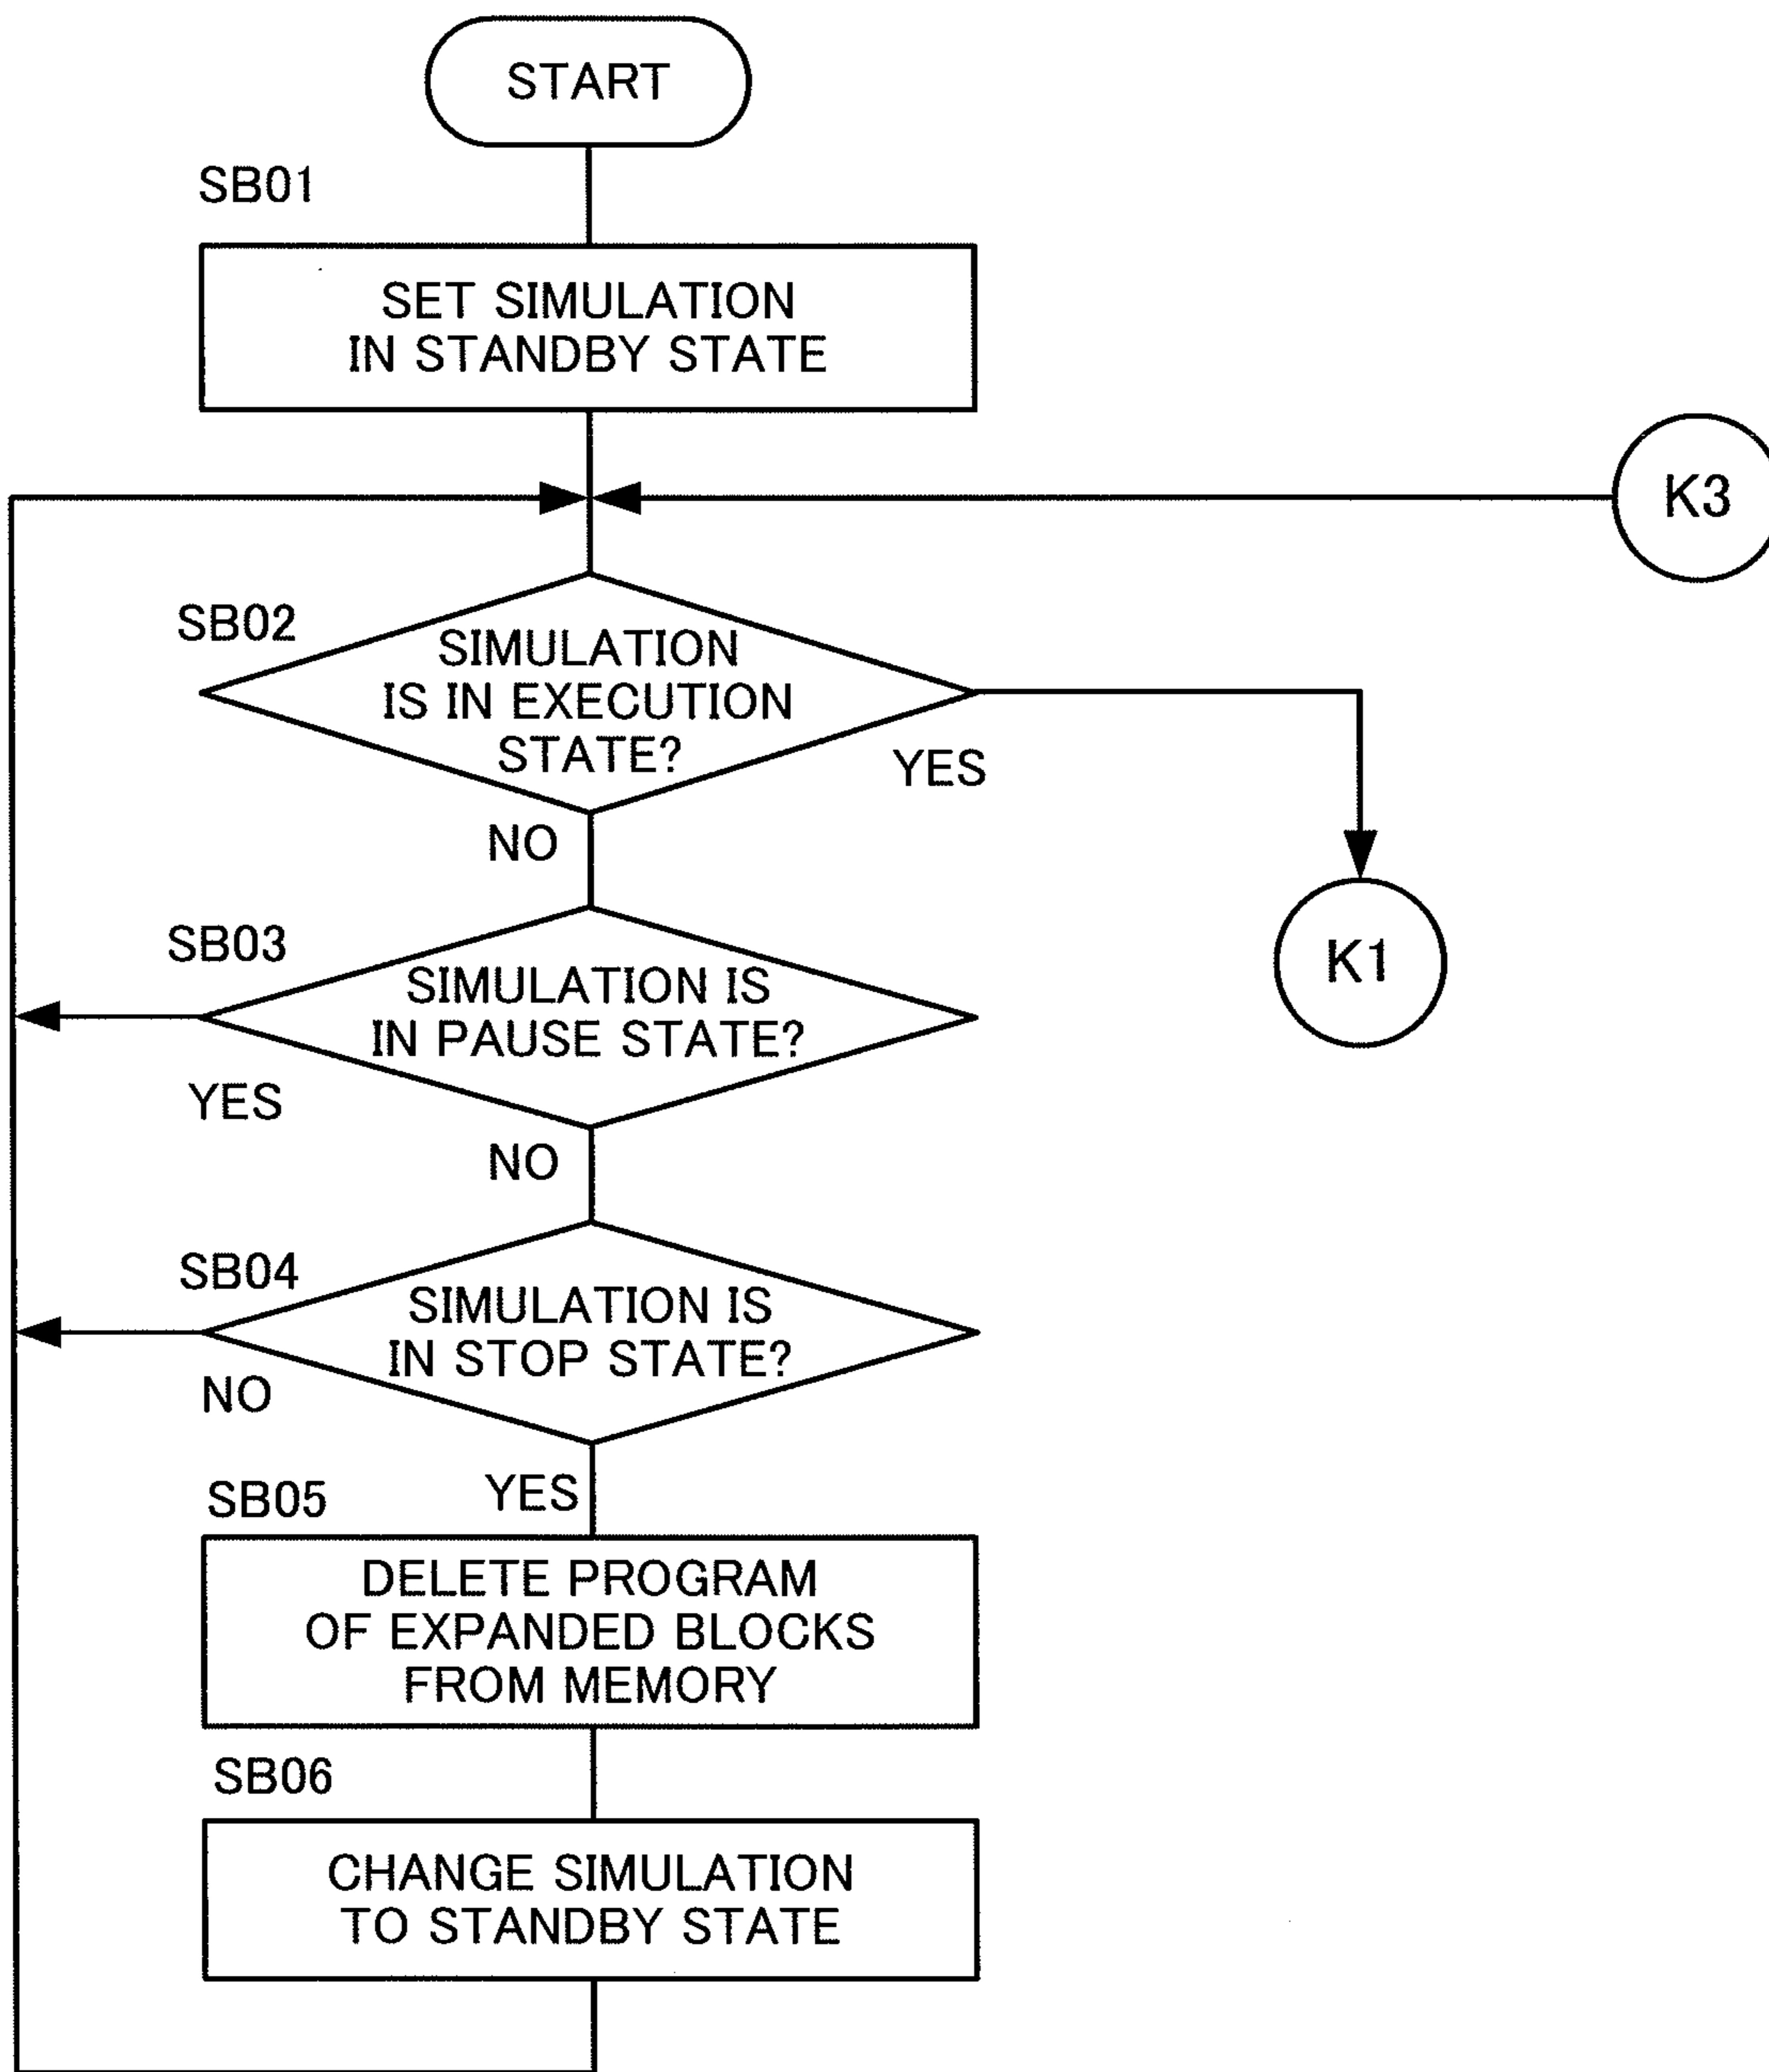 START
SB01
SET SIMULATION
IN STANDBY STATE
K3
SB02
SIMULATION
IS IN EXECUTION
STATE?
YES
NO
K1
SB03
SIMULATION IS
IN PAUSE STATE?
YES
NO
SB04
SIMULATION IS
IN STOP STATE?
NO
YES
SB05
DELETE PROGRAM
OF EXPANDED BLOCKS
FROM MEMORY
SB06
CHANGE SIMULATION
TO STANDBY STATE